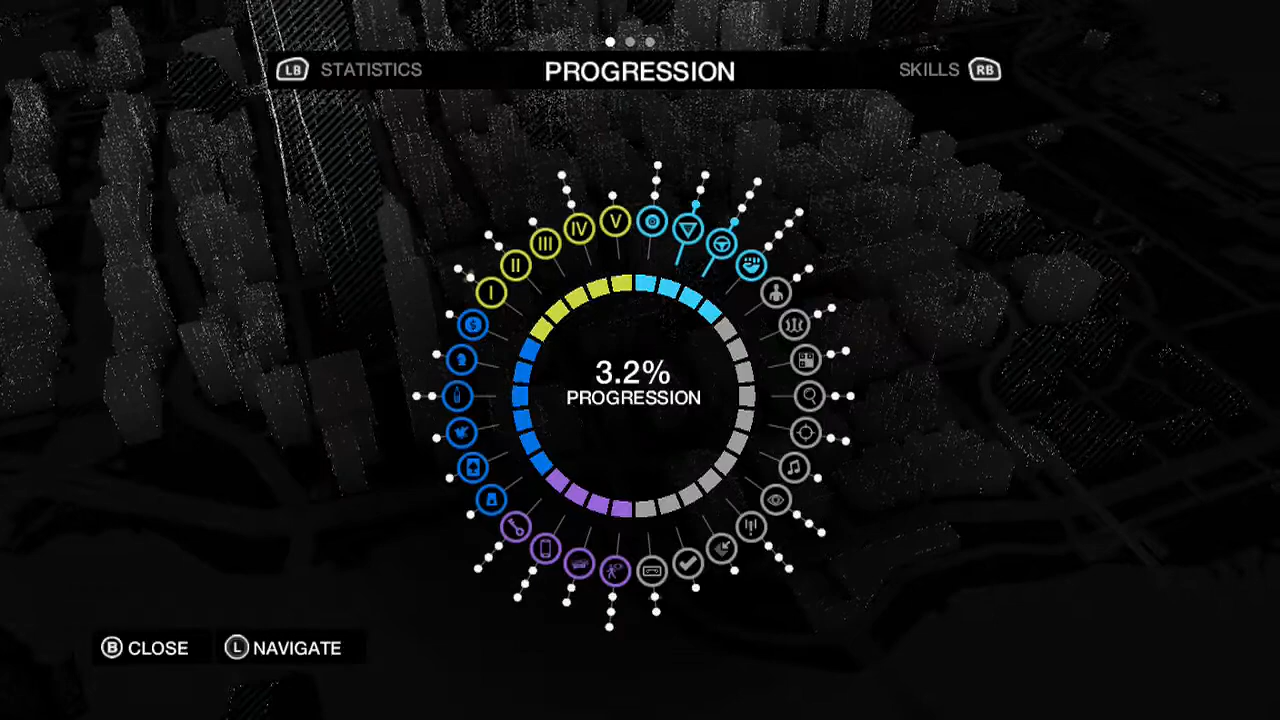 LB STATISTICS PROGRESSION SKILLS RB
I II III IV V
3.2%
PROGRESSION
B CLOSE L NAVIGATE